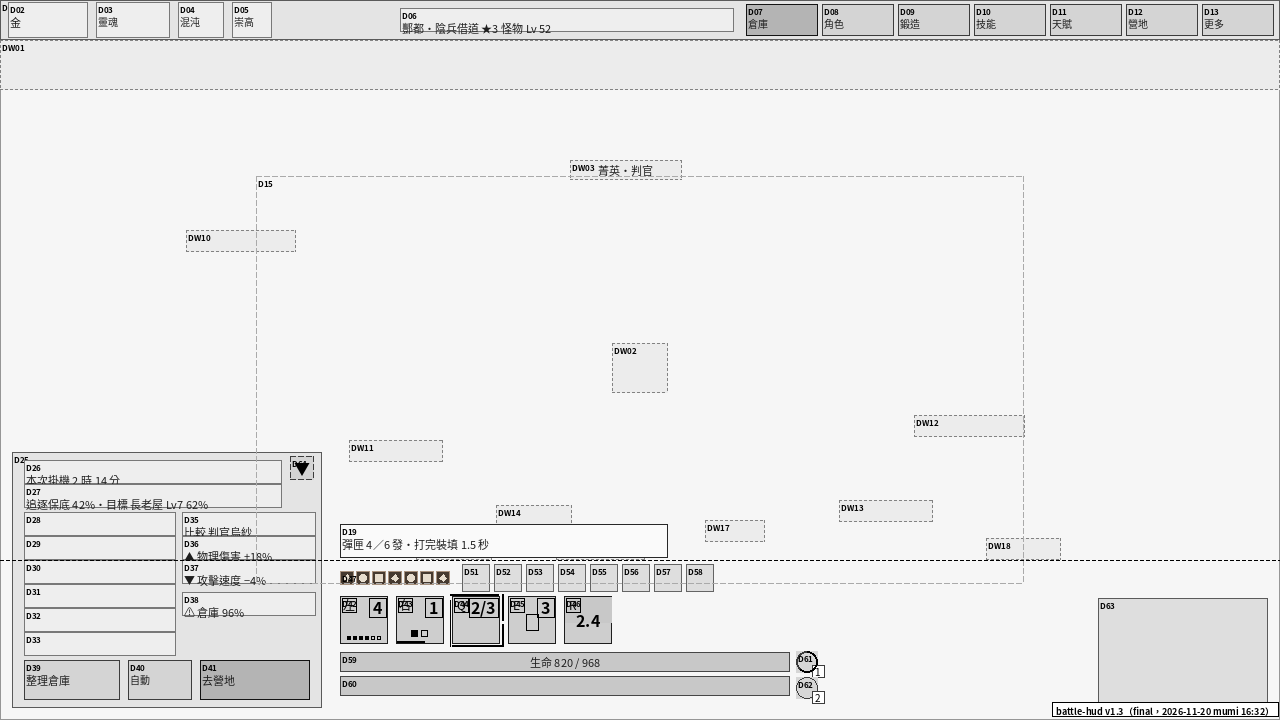 D02
金
D03
靈魂
D04
混沌
D05
崇高
D06
酆都・陰兵借道 ★3 怪物 Lv 52
D07
倉庫
D08
角色
D09
鍛造
D10
技能
D11
天賦
D12
營地
D13
更多
DW01
DW03 菁英・判官
D15
DW10
DW02
DW12
DW11
D25
D26
本次掛機 2 時 14 分
D27
追逐保底 42%・目標 長老屋 Lv7 62%
DW14
DW13
DW17
DW18
D19
彈匣 4／6 發・打完裝填 1.5 秒
D28
D35
比較 判官烏紗
D29
D36
▲ 物理傷害 +18%
D30
D37
▼ 攻擊速度 −4%
D31
D38
⚠ 倉庫 96%
D32
D33
D39
整理倉庫
D40
自動
D41
去營地
D51
D52
D53
D54
D55
D56
D57
D58
4
1
2/3
3
2.4
D59
生命 820 / 968
D60
D61
1
D62
2
D63
battle-hud v1.3（final，2026-11-20 mumi 16:32）